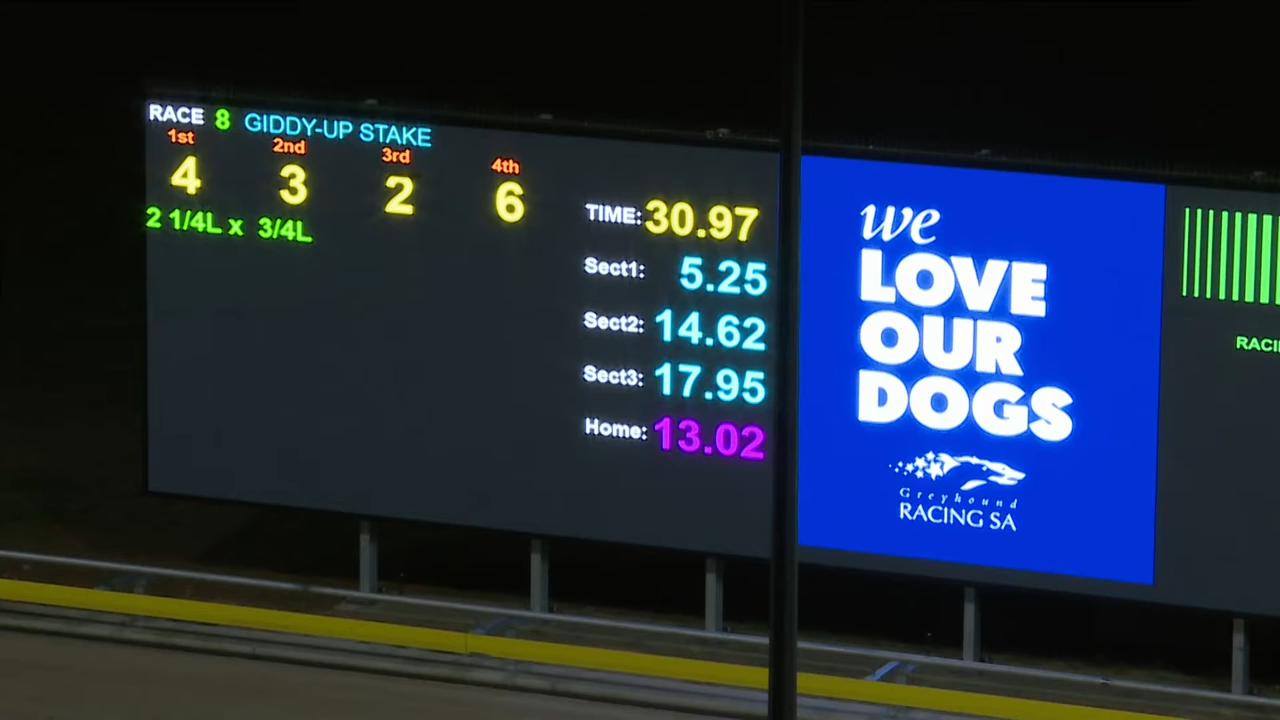 RACE 8 GIDDY-UP STAKE
1st 2nd 3rd 4th
4 3 2 6
2 1/4L x 3/4L
TIME: 30.97
Sect1: 5.25
Sect2: 14.62
Sect3: 17.95
Home: 13.02
we
LOVE
OUR
DOGS
Greyhound
RACING SA